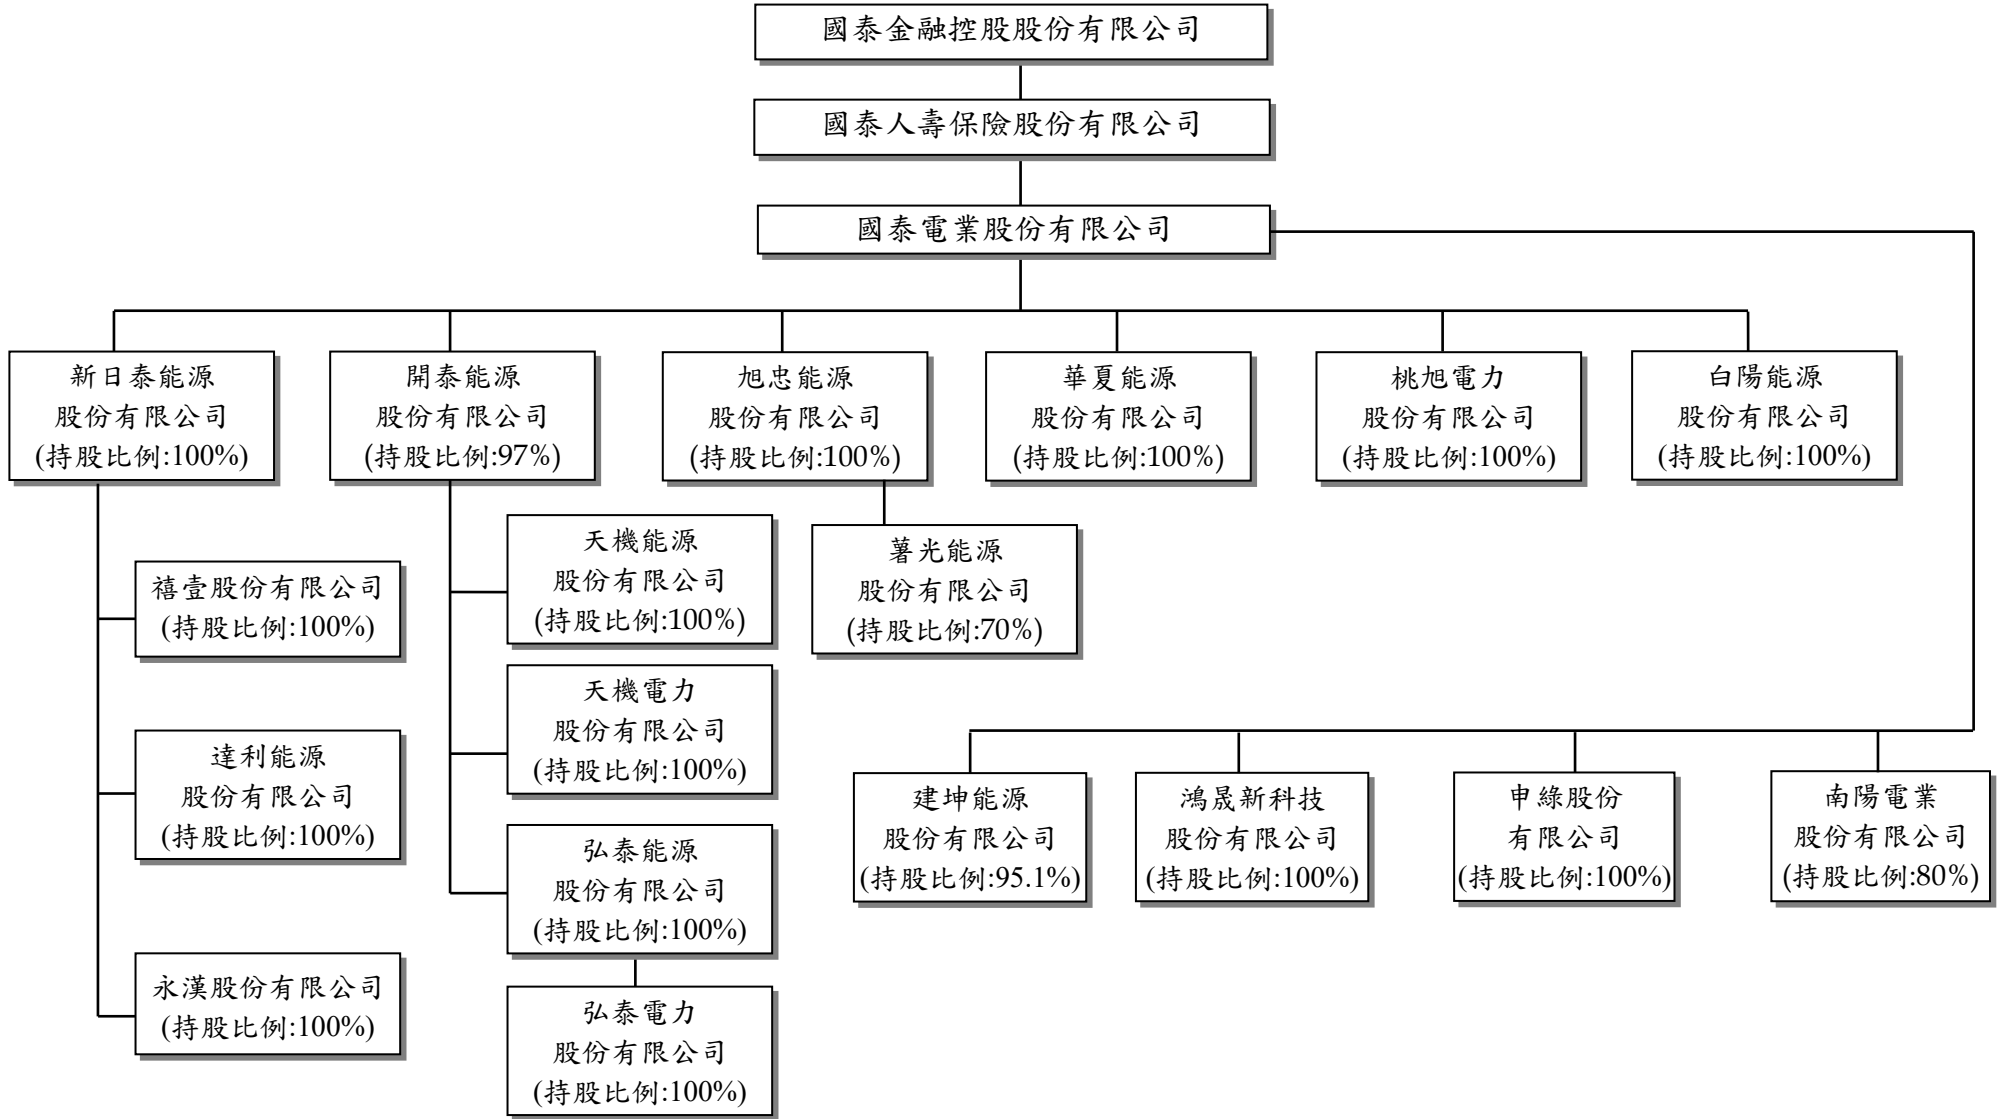 國泰金融控股股份有限公司
國泰人壽保險股份有限公司
國泰電業股份有限公司
新日泰能源
股份有限公司
(持股比例:100%)
開泰能源
股份有限公司
(持股比例:97%)
旭忠能源
股份有限公司
(持股比例:100%)
華夏能源
股份有限公司
(持股比例:100%)
桃旭電力
股份有限公司
(持股比例:100%)
白陽能源
股份有限公司
(持股比例:100%)
禧壹股份有限公司
(持股比例:100%)
達利能源
股份有限公司
(持股比例:100%)
永漢股份有限公司
(持股比例:100%)
天機能源
股份有限公司
(持股比例:100%)
天機電力
股份有限公司
(持股比例:100%)
弘泰能源
股份有限公司
(持股比例:100%)
弘泰電力
股份有限公司
(持股比例:100%)
薯光能源
股份有限公司
(持股比例:70%)
建坤能源
股份有限公司
(持股比例:95.1%)
鴻晟新科技
股份有限公司
(持股比例:100%)
申綠股份
有限公司
(持股比例:100%)
南陽電業
股份有限公司
(持股比例:80%)